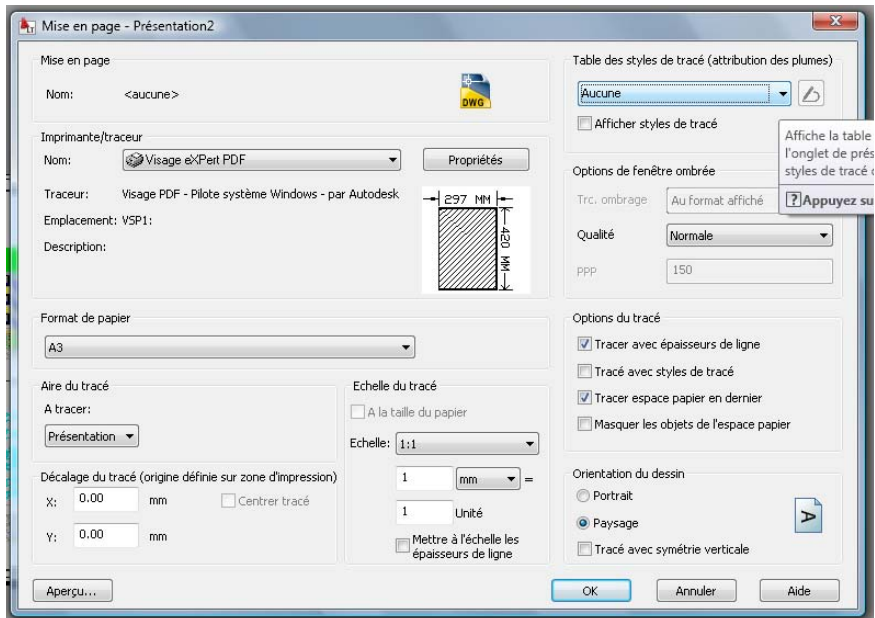 Mise en page - Présentation2
Mise en page
Nom: <aucune>
DWG
Imprimante/traceur
Nom: Visage eXPert PDF
Propriétés
Traceur: Visage PDF - Pilote système Windows - par Autodesk
Emplacement: VSP1:
Description:
297 MM
420 MM
Format de papier
A3
Aire du tracé
A tracer:
Présentation
Décalage du tracé (origine définie sur zone d'impression)
X: 0.00 mm
Centrer tracé
Y: 0.00 mm
Echelle du tracé
A la taille du papier
Echelle: 1:1
1 mm =
1 Unité
Mettre à l'échelle les
épaisseurs de ligne
Table des styles de tracé (attribution des plumes)
Aucune
Afficher styles de tracé
Affiche la table
l'onglet de prés
styles de tracé
Appuyez su
Options de fenêtre ombrée
Trc. ombrage Au format affiché
Qualité Normale
ppp 150
Options du tracé
Tracer avec épaisseurs de ligne
Tracé avec styles de tracé
Tracer espace papier en dernier
Masquer les objets de l'espace papier
Orientation du dessin
Portrait
Paysage
A
Tracé avec symétrie verticale
Aperçu...
OK
Annuler
Aide